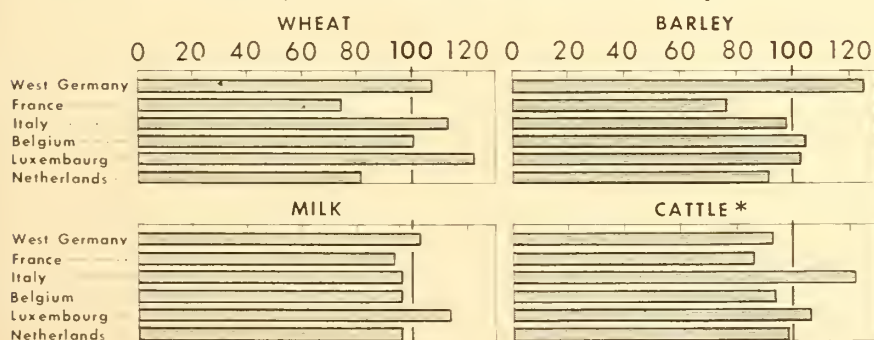 WHEAT BARLEY
0 20 40 60 80 100 120 0 20 40 60 80 100 120
West Germany
France
Italy
Belgium
Luxembourg
Netherlands
MILK CATTLE *
West Germany
France
Italy
Belgium
Luxembourg
Netherlands